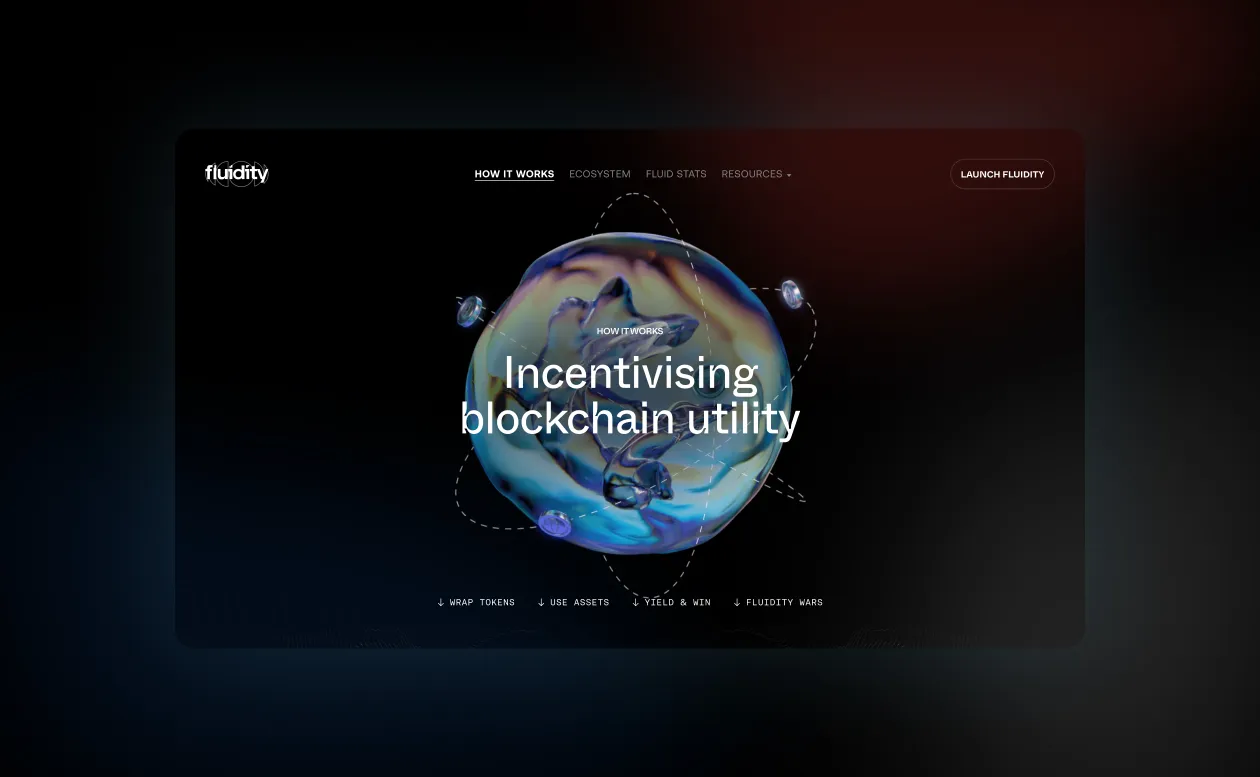 fluidity
HOW IT WORKS
ECOSYSTEM
FLUID STATS
RESOURCES
LAUNCH FLUIDITY
HOW IT WORKS
Incentivising
blockchain utility
↓ WRAP TOKENS
↓ USE ASSETS
↓ YIELD & WIN
↓ FLUIDITY WARS